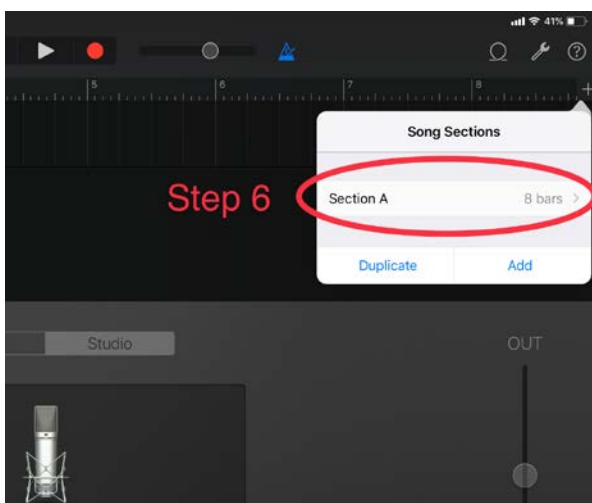 41%
?
5 6 7 8
+
Song Sections
Step 6
Section A 8 bars >
Duplicate Add
Studio
OUT